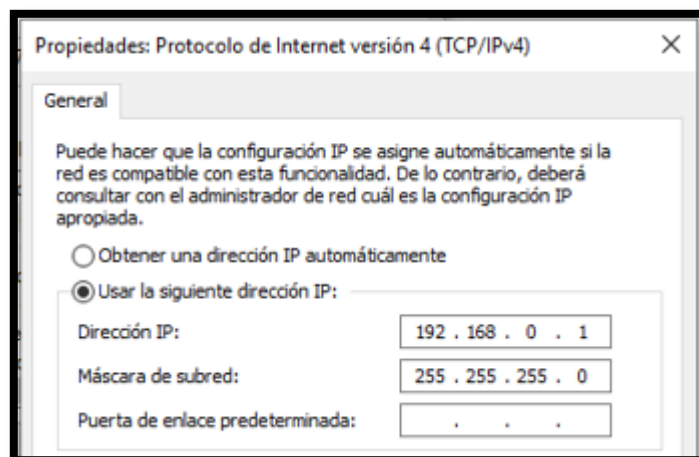 Propiedades: Protocolo de Internet versión 4 (TCP/IPv4)
General
Puede hacer que la configuración IP se asigne automáticamente si la
red es compatible con esta funcionalidad. De lo contrario, deberá
consultar con el administrador de red cuál es la configuración IP
apropiada.
Obtener una dirección IP automáticamente
Usar la siguiente dirección IP:
Dirección IP: 192 . 168 . 0 . 1
Máscara de subred: 255 . 255 . 255 . 0
Puerta de enlace predeterminada: . . .